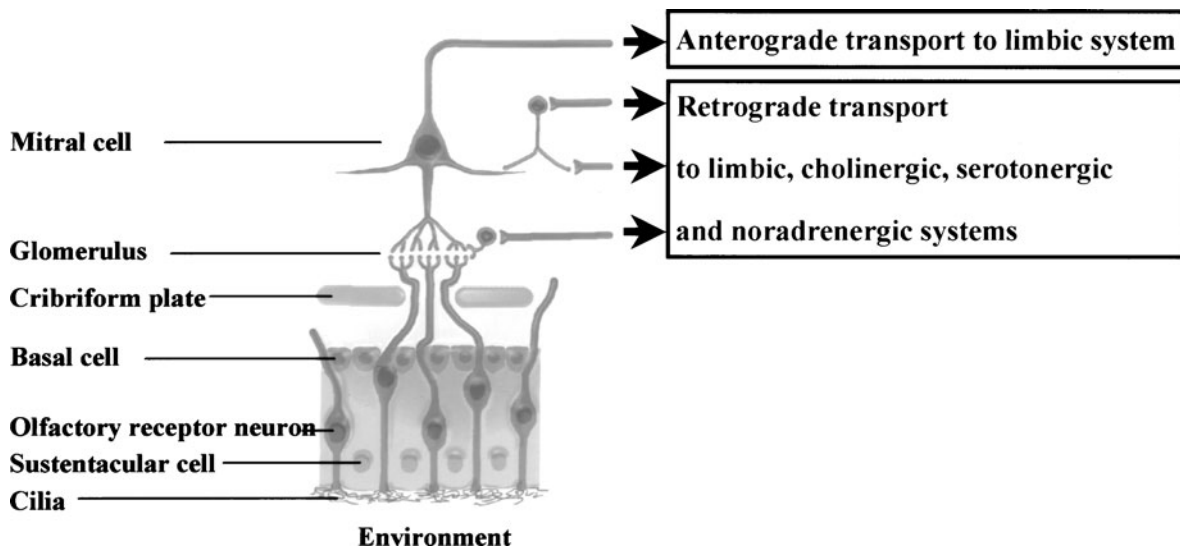 Anterograde transport to limbic system
Retrograde transport
to limbic, cholinergic, serotonergic
and noradrenergic systems
Mitral cell
Glomerulus
Cribriform plate
Basal cell
Olfactory receptor neuron
Sustentacular cell
Cilia
Environment